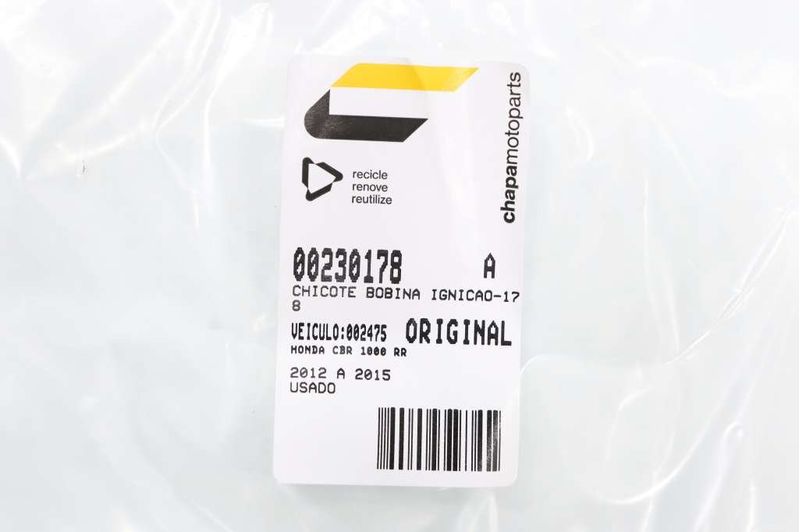 chapamotoparts
recicle
renove
reutilize
00230178 A
CHICOTE BOBINA IGNICAO-17
8
VEICULO:002475 ORIGINAL
HONDA CBR 1000 RR
2012 A 2015
USADO